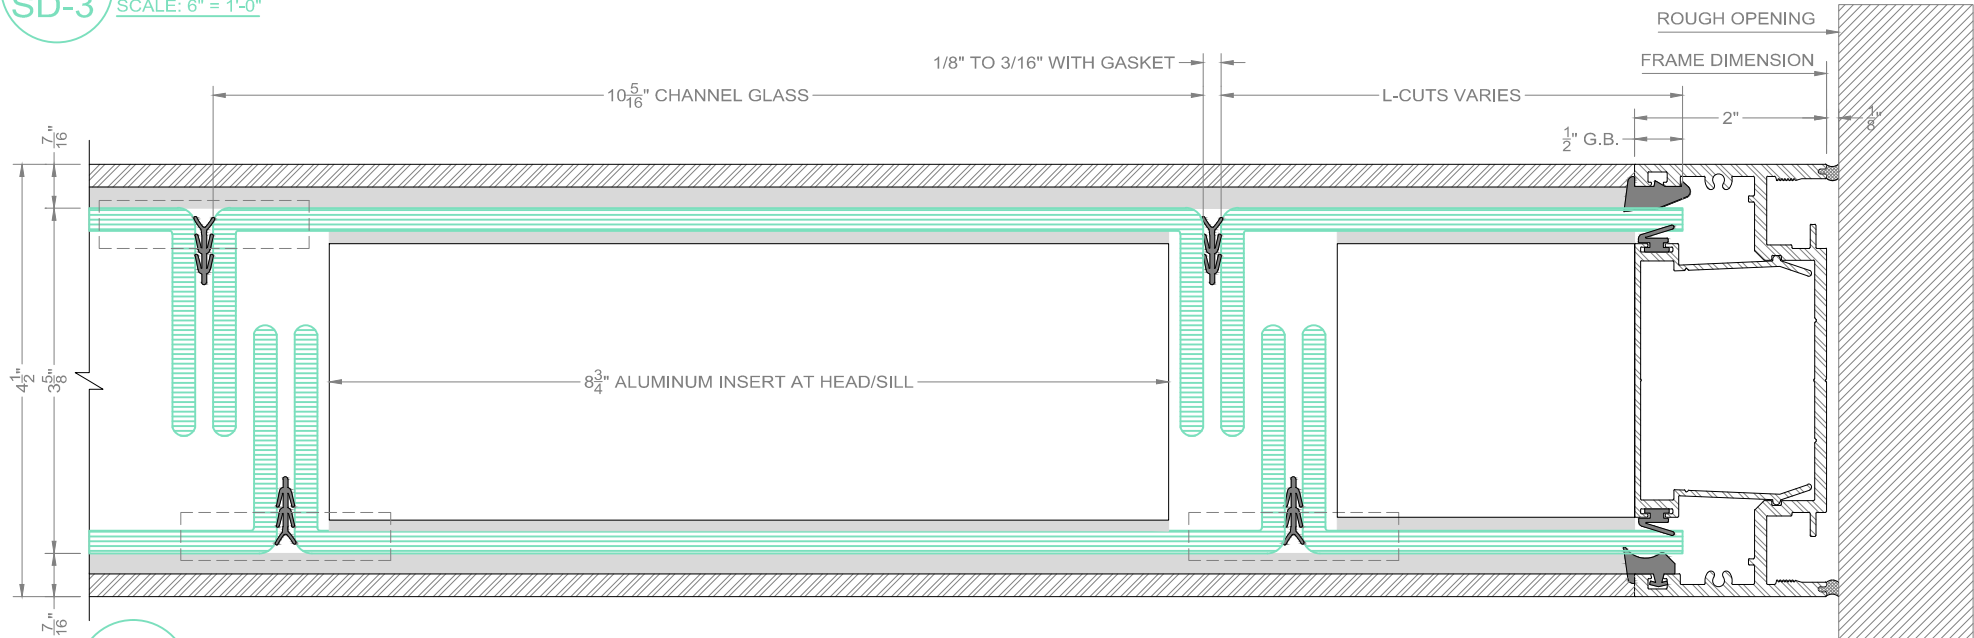 SD-3
SCALE: 6" = 1'-0"
ROUGH OPENING
1/8" TO 3/16" WITH GASKET
FRAME DIMENSION
10 5/16" CHANNEL GLASS
L-CUTS VARIES
2"
1/8"
1/2" G.B.
7/16"
4 1/2"
3 5/8"
8 3/4" ALUMINUM INSERT AT HEAD/SILL
7/16"